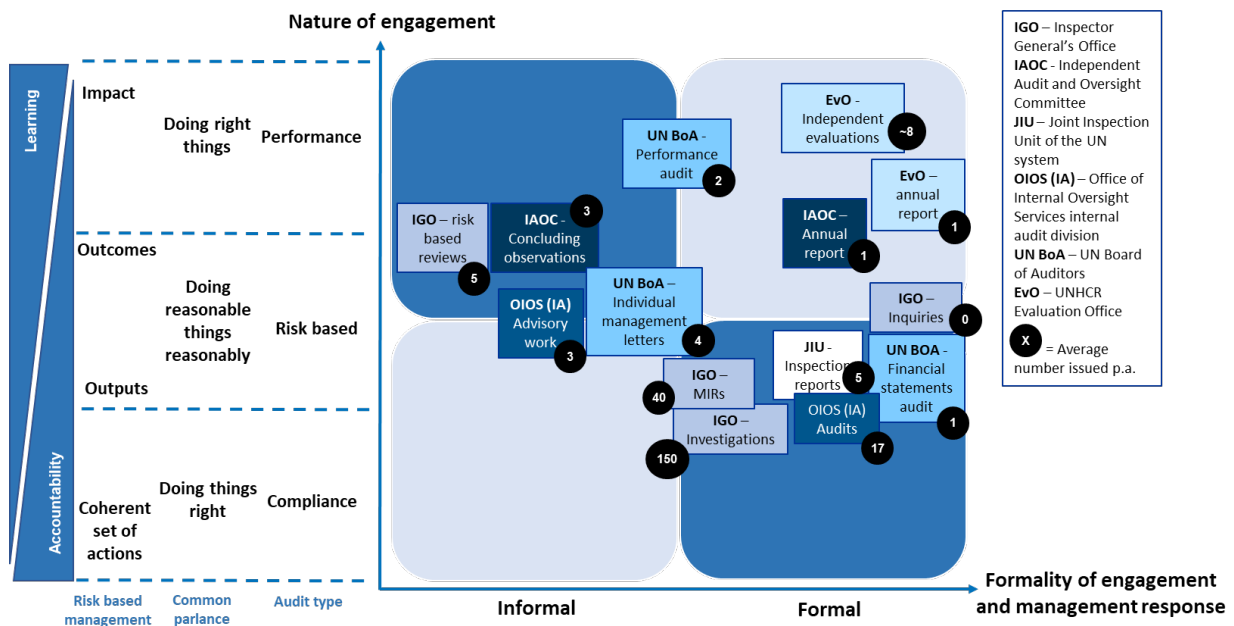 Nature of engagement
Learning
Accountability
Impact
Doing right
things
Performance
Outcomes
Doing
reasonable
things
reasonably
Risk based
Outputs
Doing things
right
Compliance
Coherent
set of
actions
Risk based
management
Common
parlance
Audit type
EvO -
Independent
evaluations
~8
UN BoA -
Performance
audit
2
EvO –
annual
report
1
IGO – risk
based
reviews
5
IAOC -
Concluding
observations
3
IAOC –
Annual
report
1
OIOS (IA)
Advisory
work
3
UN BoA –
Individual
management
letters
4
IGO –
Inquiries
0
JIU -
Inspection
reports
5
UN BOA -
Financial
statements
audit
1
IGO –
MIRs
40
IGO –
Investigations
150
OIOS (IA)
Audits
17
Informal
Formal
Formality of engagement
and management response
IGO – Inspector
General’s Office
IAOC - Independent
Audit and Oversight
Committee
JIU – Joint Inspection
Unit of the UN
system
OIOS (IA) – Office of
Internal Oversight
Services internal
audit division
UN BoA – UN Board
of Auditors
EvO – UNHCR
Evaluation Office
X
= Average
number issued p.a.